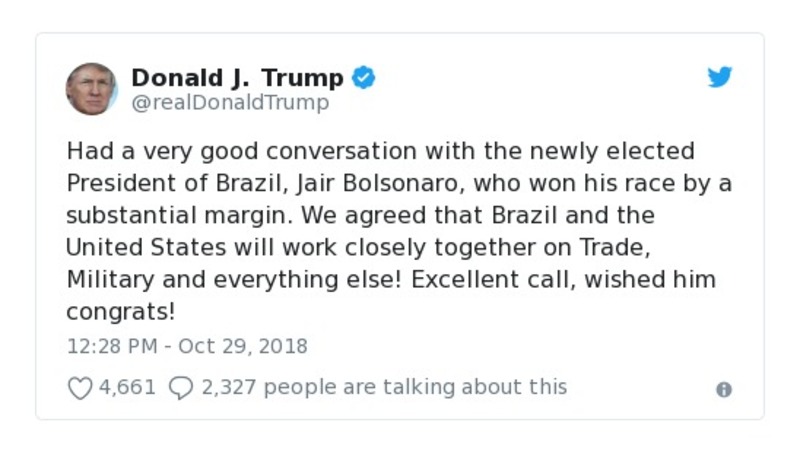 Donald J. Trump
@realDonaldTrump
Had a very good conversation with the newly elected
President of Brazil, Jair Bolsonaro, who won his race by a
substantial margin. We agreed that Brazil and the
United States will work closely together on Trade,
Military and everything else! Excellent call, wished him
congrats!
12:28 PM - Oct 29, 2018
4,661 2,327 people are talking about this